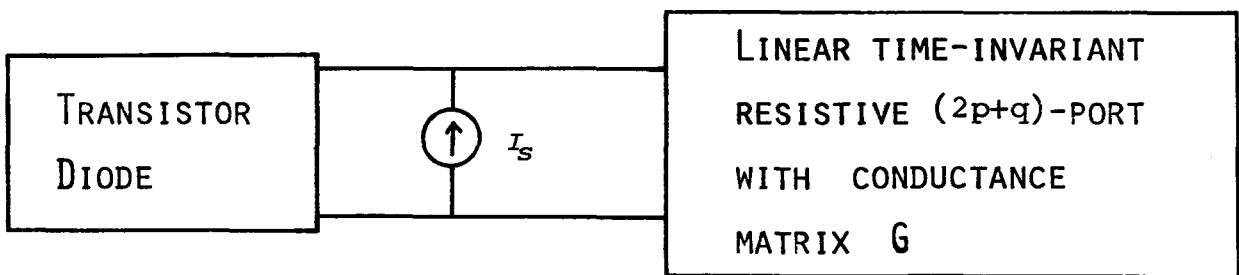 TRANSISTOR
DIODE
I_s
LINEAR TIME-INVARIANT
RESISTIVE (2p+q)-PORT
WITH CONDUCTANCE
MATRIX G